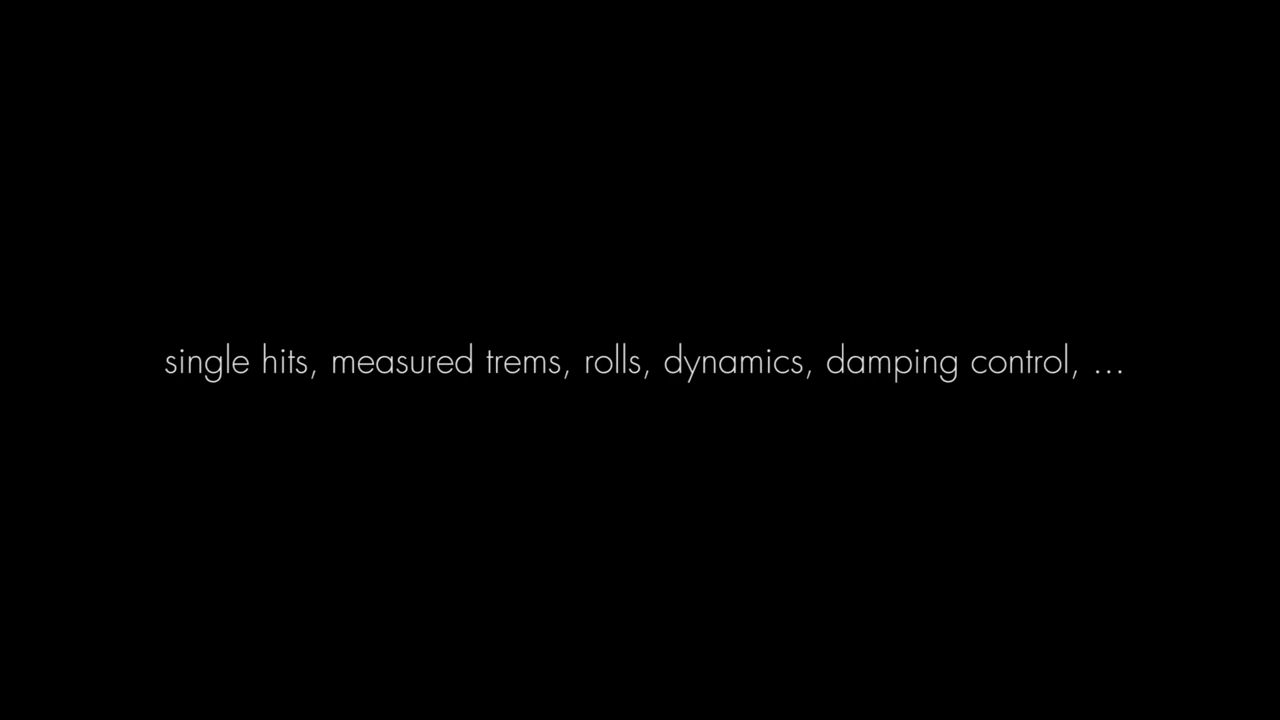 single hits, measured trems, rolls, dynamics, damping control, ...